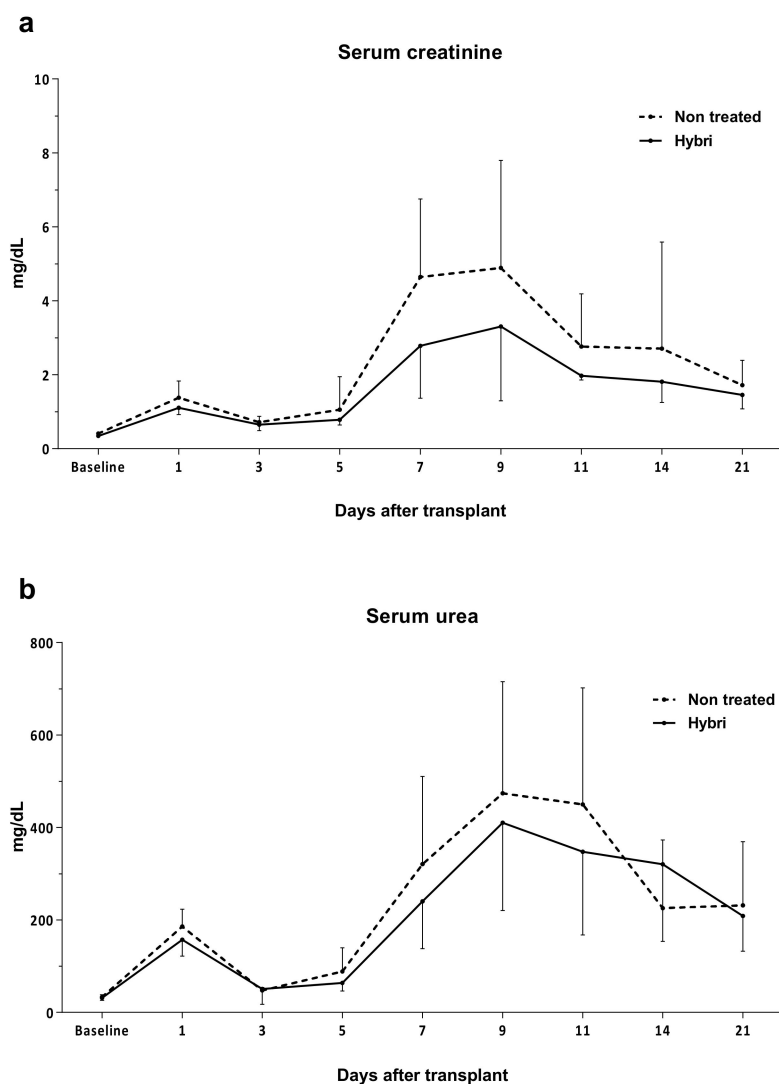 a
Serum creatinine
10
8
6
4
2
0
mg/dL
Non treated
Hybri
Baseline 1 3 5 7 9 11 14 21
Days after transplant
b
Serum urea
800
600
400
200
0
mg/dL
Non treated
Hybri
Baseline 1 3 5 7 9 11 14 21
Days after transplant